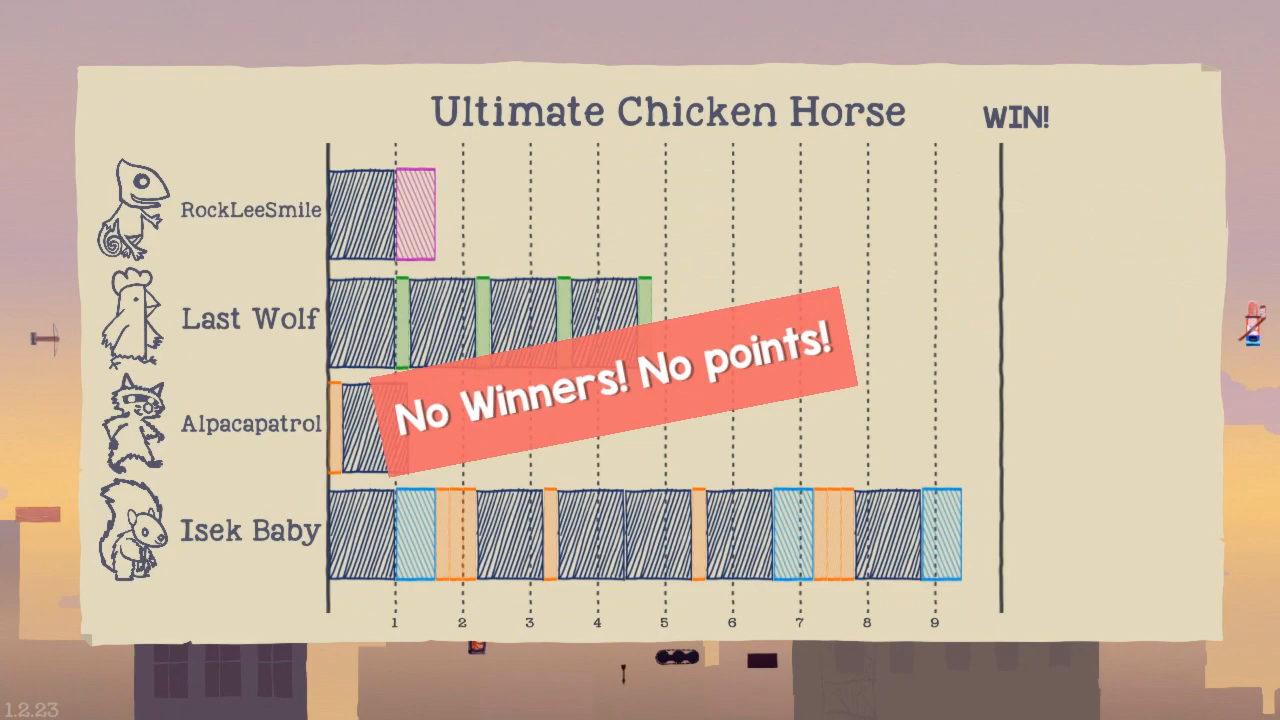 Ultimate Chicken Horse
WIN!
RockLeeSmile
Last Wolf
No Winners! No points!
Alpacapatrol
Isek Baby
1 2 3 4 5 6 7 8 9
1.2.23